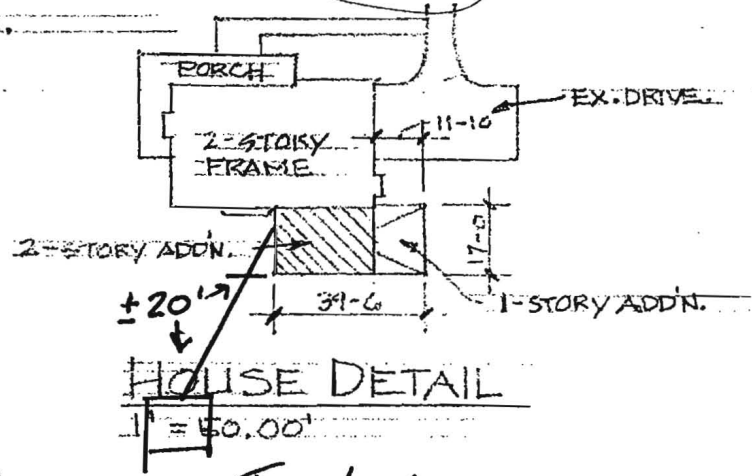 PORCH
EX. DRIVE.
11-10
2-STORY
FRAME
17-0
2-STORY ADD'N.
39-6
1-STORY ADD'N.
± 20'
HOUSE DETAIL
1" = 50.00'